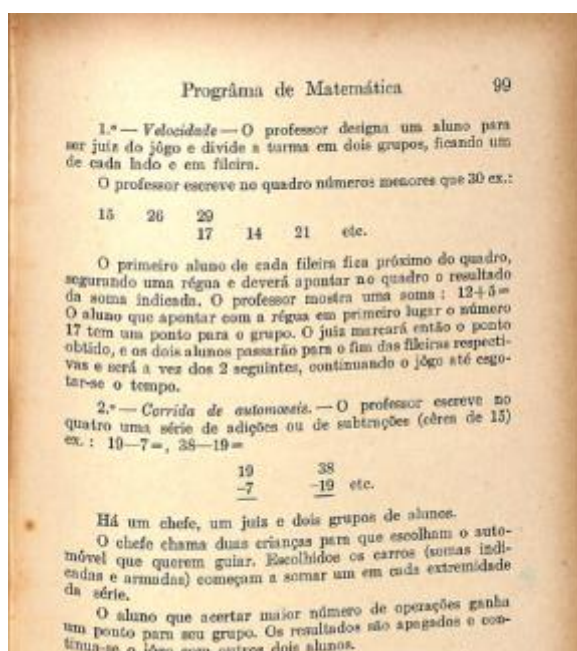 Progrâma de Matemática 99
1.º — Velocidade — O professor designa um aluno para
ser juiz do jôgo e divide a turma em dois grupos, ficando um
de cada lado e em fileira.
O professor escreve no quadro números menores que 30 ex.:
15 26 29
17 14 21 etc.
O primeiro aluno de cada fileira fica próximo do quadro,
segurando uma régua e deverá apontar no quadro o resultado
da soma indicada. O professor mostra uma soma : 12+5=
O aluno que apontar com a régua em primeiro lugar o número
17 tem um ponto para o grupo. O juiz marcará então o ponto
obtido, e os dois alunos passarão para o fim das fileiras respecti-
vas e será a vez dos 2 seguintes, continuando o jôgo até esgo-
tar-se o tempo.
2.º — Corrida de automoveis. — O professor escreve no
quatro uma série de adições ou de subtrações (cêrca de 15)
ex. : 19—7=, 38—19=
19 38
–7 –19 etc.
Há um chefe, um juiz e dois grupos de alunos.
O chefe chama duas crianças para que escolham o auto-
móvel que querem guiar. Escolhidos os carros (somas indi-
cadas e armadas) começam a somar um em cada extremidade
da série.
O aluno que acertar maior número de operações ganha
um ponto para seu grupo. Os resultados são apagados e con-
tinua-se o jôgo com outros dois alunos.